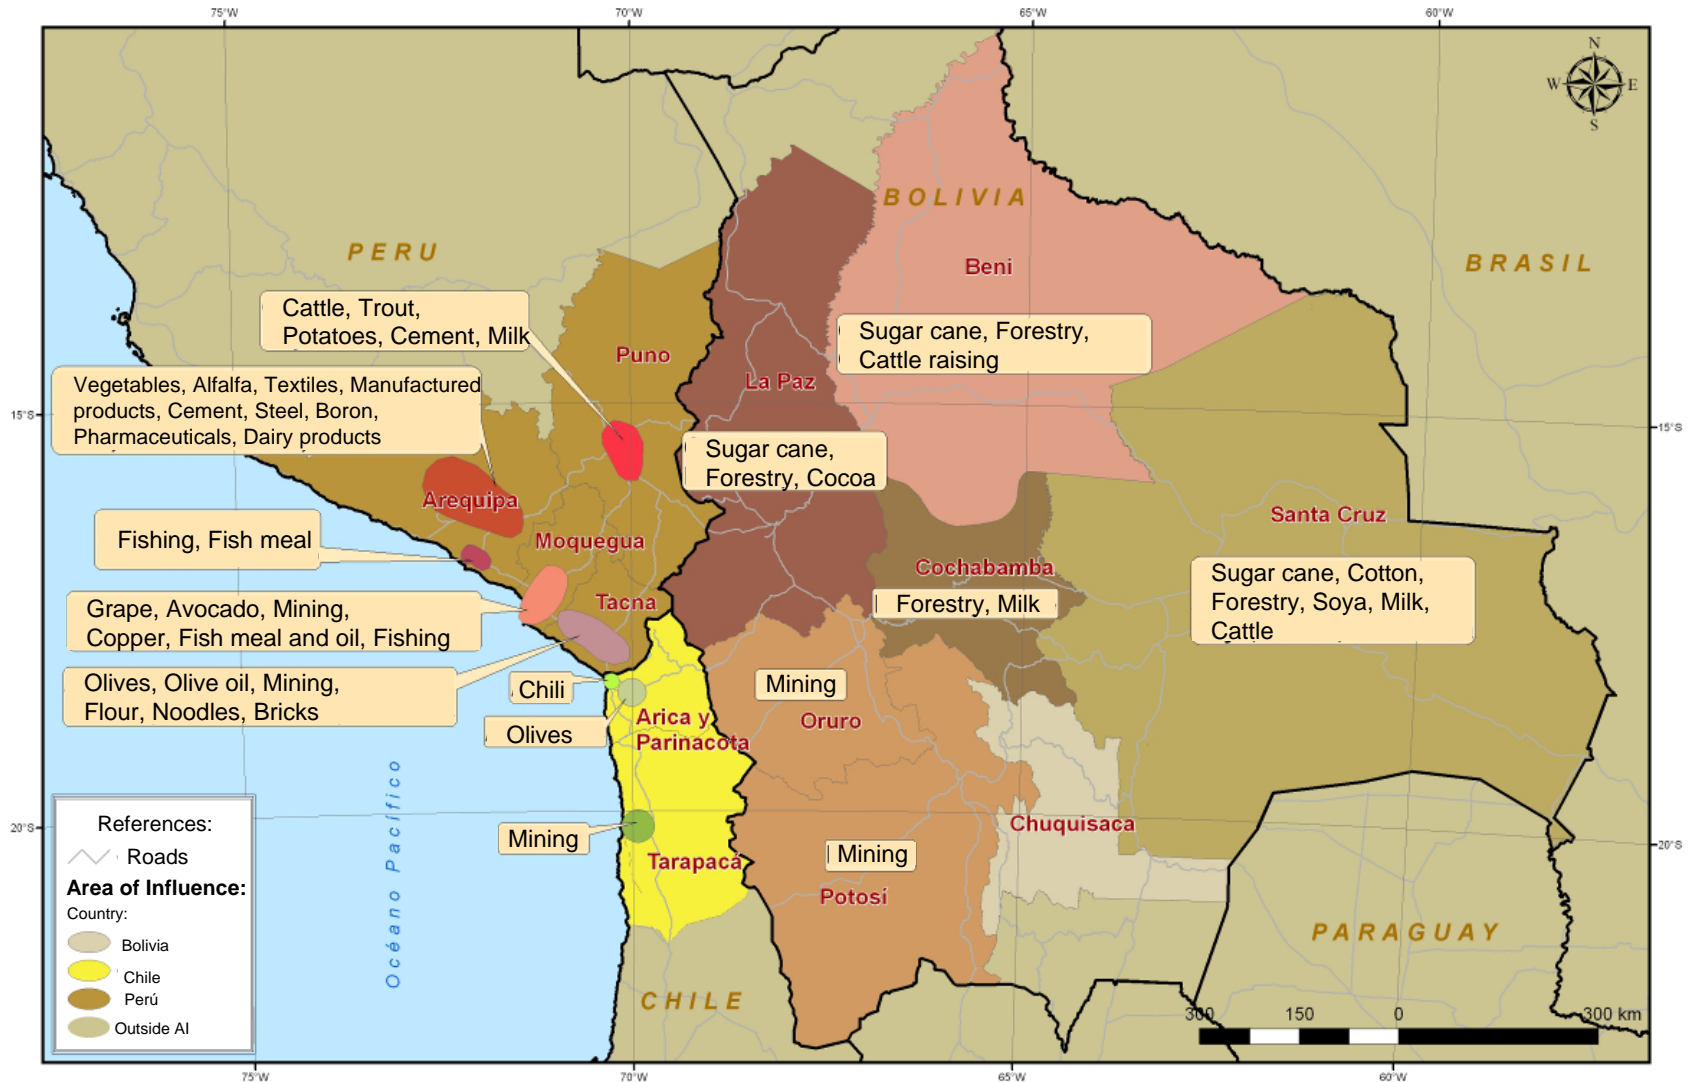 75°W
70°W
65°W
60°W
N
W
E
S
BOLIVIA
PERU
BRASIL
Beni
Cattle, Trout,
Potatoes, Cement, Milk
Sugar cane, Forestry,
Cattle raising
Puno
La Paz
Vegetables, Alfalfa, Textiles, Manufactured
products, Cement, Steel, Boron,
Pharmaceuticals, Dairy products
15°S
15°S
Sugar cane,
Forestry, Cocoa
Arequipa
Santa Cruz
Fishing, Fish meal
Moquegua
Cochabamba
Sugar cane, Cotton,
Forestry, Soya, Milk,
Cattle
Grape, Avocado, Mining,
Copper, Fish meal and oil, Fishing
Tacna
Forestry, Milk
Olives, Olive oil, Mining,
Flour, Noodles, Bricks
Chili
Mining
Olives
Arica y
Parinacota
Oruro
Océano Pacífico
References:
Roads
Area of Influence:
Country:
Bolivia
Chile
Perú
Outside AI
20°S
20°S
Mining
Tarapacá
Mining
Potosí
Chuquisaca
PARAGUAY
CHILE
300
150
0
300 km
75°W
70°W
65°W
60°W